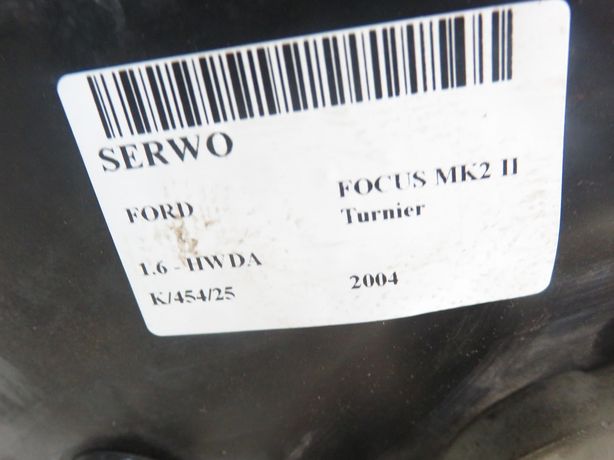 SERWO
FORD
FOCUS MK2 II
Turnier
1.6 - HWDA
K/454/25
2004